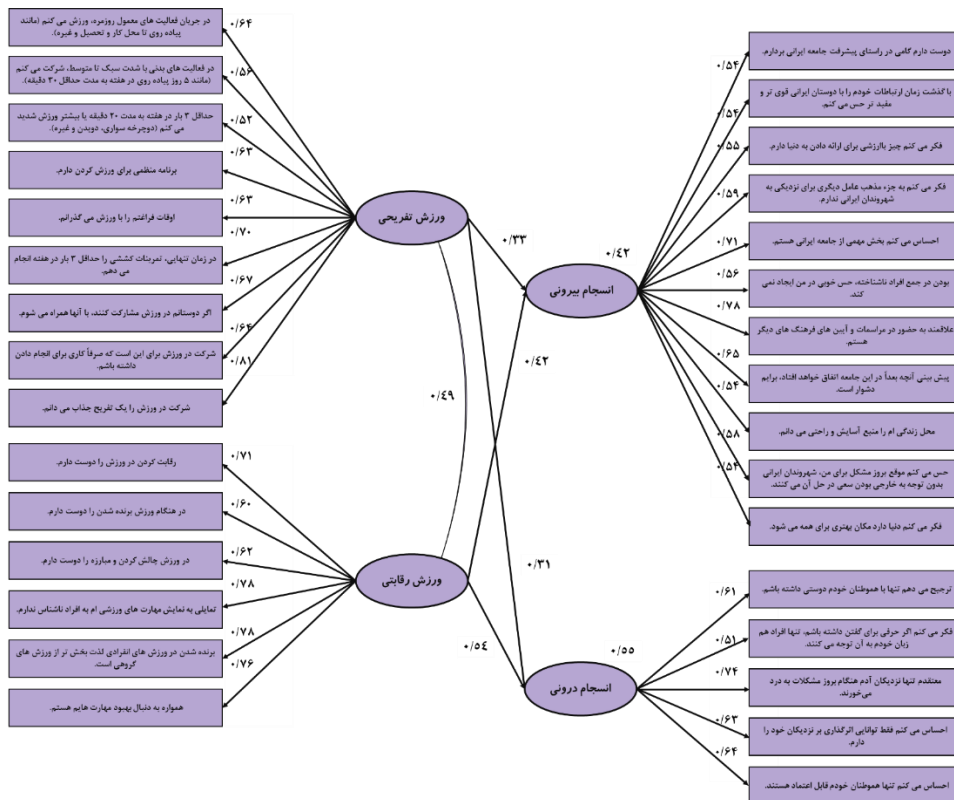 در جریان فعالیت های معمول روزمره، ورزش می کنم (مانند
پیاده روی تا محل کار و تحصیل و غیره).
در فعالیت های بدنی با شدت سبک تا متوسط، شرکت می کنم
(مانند ۵ روز پیاده روی در هفته به مدت حداقل ۳۰ دقیقه).
حداقل ۳ بار در هفته به مدت ۲۰ دقیقه یا بیشتر ورزش شدید
می کنم (دوچرخه سواری، دویدن و غیره).
برنامه منظمی برای ورزش کردن دارم.
اوقات فراغتم را با ورزش می گذرانم.
در زمان تنهایی، تمرینات کششی را حداقل ۳ بار در هفته انجام
می دهم.
اگر دوستانم در ورزش مشارکت کنند، با آنها همراه می شوم.
شرکت در ورزش برای این است که صرفاً کاری برای انجام دادن
داشته باشم.
شرکت در ورزش را یک تفریح جذاب می دانم.
۰/۶۴
۰/۵۶
۰/۵۲
۰/۶۳
۰/۶۳
۰/۷۰
۰/۶۷
۰/۶۴
۰/۸۱
ورزش تفریحی
رقابت کردن در ورزش را دوست دارم.
در هنگام ورزش برنده شدن را دوست دارم.
در ورزش چالش کردن و مبارزه را دوست دارم.
تمایلی به نمایش مهارت های ورزشی ام به افراد ناشناس ندارم.
برنده شدن در ورزش های انفرادی لذت بخش تر از ورزش های
گروهی است.
همواره به دنبال بهبود مهارت هایم هستم.
۰/۷۱
۰/۶۰
۰/۶۲
۰/۷۸
۰/۷۸
۰/۷۶
ورزش رقابتی
۰/۴۹
۰/۳۳
۰/۴۲
۰/۳۱
۰/۵۴
۰/۴۲
انسجام بیرونی
۰/۵۴
۰/۵۴
۰/۵۵
۰/۵۹
۰/۷۱
۰/۵۶
۰/۷۸
۰/۶۵
۰/۵۴
۰/۵۸
۰/۵۴
دوست دارم گامی در راستای پیشرفت جامعه ایرانی بردارم.
با گذشت زمان ارتباطات خودم را با دوستان ایرانی قوی تر و
مفید تر حس می کنم.
فکر می کنم چیز باارزشی برای ارائه دادن به دنیا دارم.
فکر می کنم به جزء مذهب عامل دیگری برای نزدیکی به
شهروندان ایرانی ندارم.
احساس می کنم بخش مهمی از جامعه ایرانی هستم.
بودن در جمع افراد ناشناخته، حس خوبی در من ایجاد نمی
کند.
علاقمند به حضور در مراسمات و آیین های فرهنگ های دیگر
هستم.
پیش بینی آنچه بعداً در این جامعه اتفاق خواهد افتاد، برایم
دشوار است.
محل زندگی ام را منبع آسایش و راحتی می دانم.
حس می کنم موقع بروز مشکل برای من، شهروندان ایرانی
بدون توجه به خارجی بودن سعی در حل آن می کنند.
فکر می کنم دنیا دارد مکان بهتری برای همه می شود.
۰/۵۵
انسجام درونی
۰/۶۱
۰/۵۱
۰/۷۴
۰/۶۳
۰/۶۴
ترجیح می دهم تنها با هموطنان خودم دوستی داشته باشم.
فکر می کنم اگر حرفی برای گفتن داشته باشم، تنها افراد هم
زبان خودم به آن توجه می کنند.
معتقدم تنها نزدیکان آدم هنگام بروز مشکلات به درد
می‌خورند.
احساس می کنم فقط توانایی اثرگذاری بر نزدیکان خود را
دارم.
احساس می کنم تنها هموطنان خودم قابل اعتماد هستند.